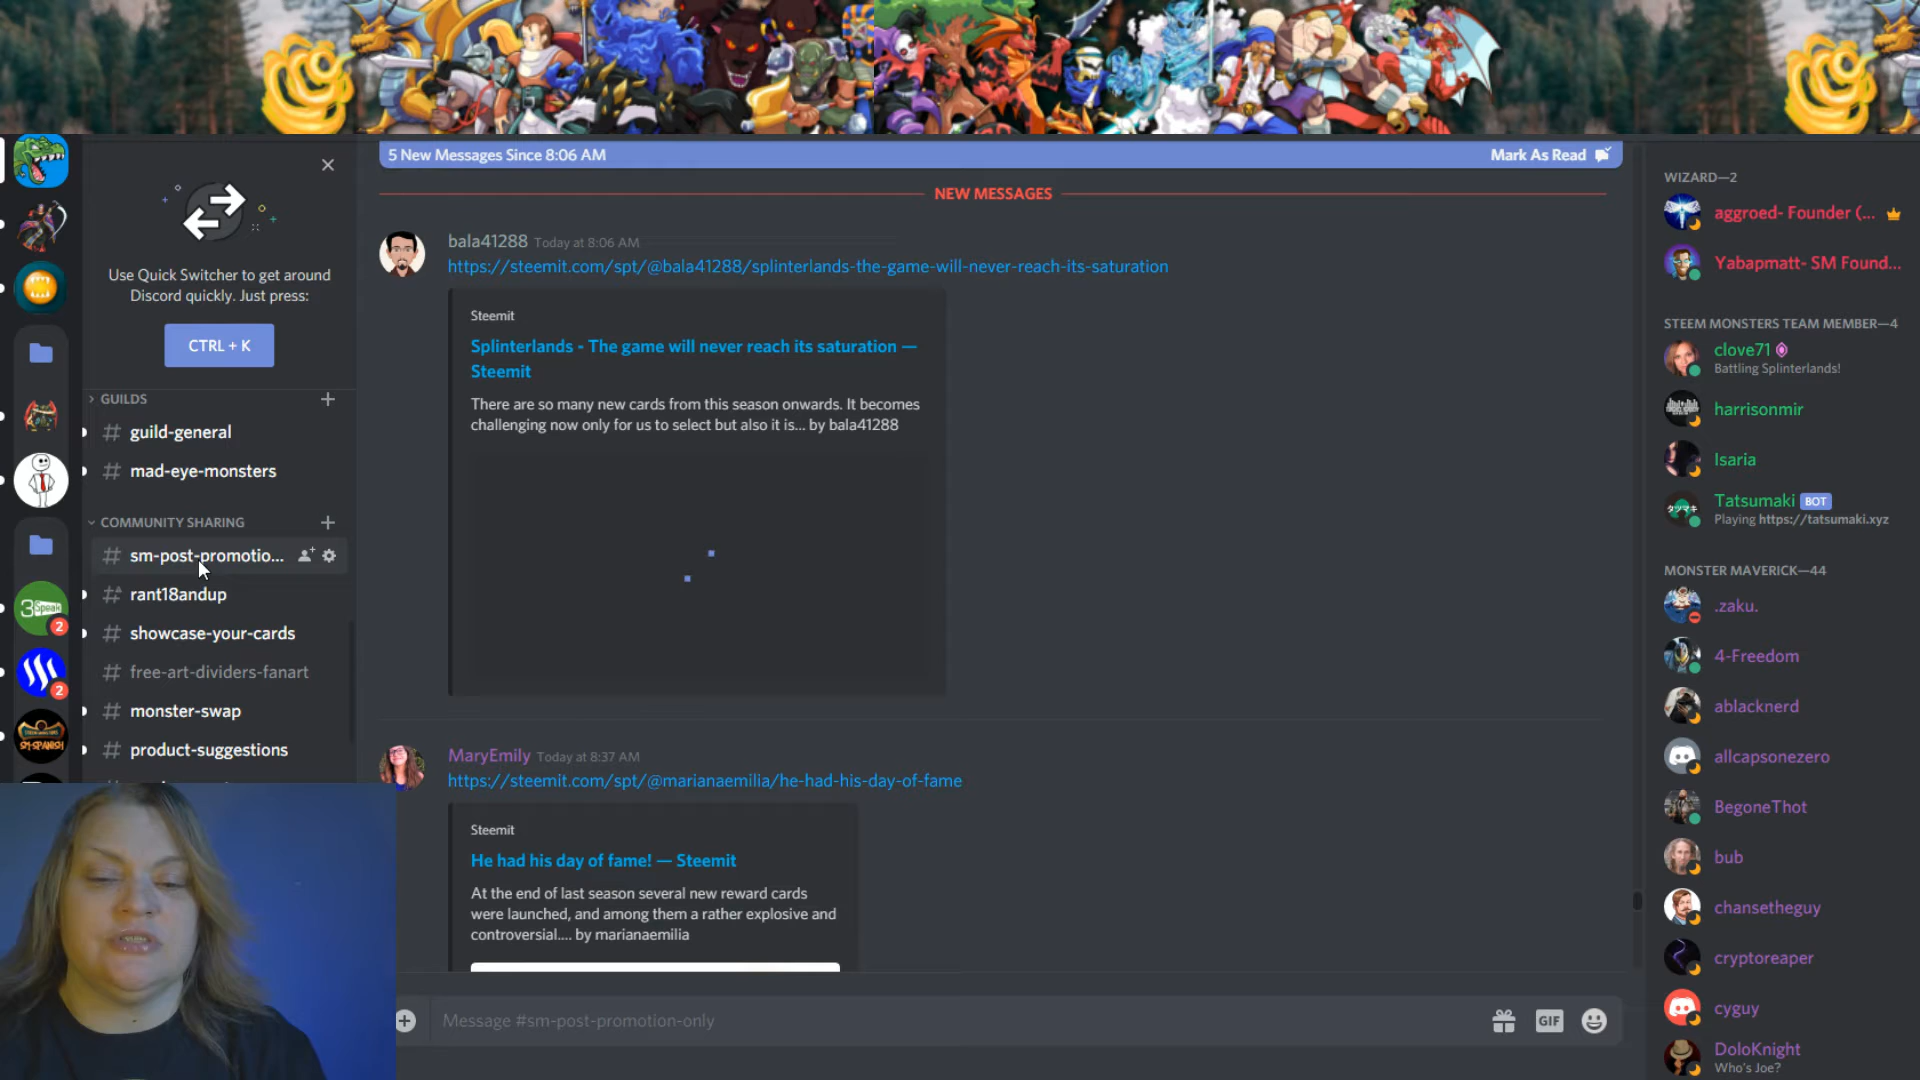 5 New Messages Since 8:06 AM
Mark As Read
NEW MESSAGES
Use Quick Switcher to get around
Discord quickly. Just press:
CTRL + K
GUILDS
guild-general
mad-eye-monsters
COMMUNITY SHARING
sm-post-promotio...
rant18andup
showcase-your-cards
free-art-dividers-fanart
monster-swap
product-suggestions
3Speak
2
2
SM-SPANISH
bala41288 Today at 8:06 AM
https://steemit.com/spt/@bala41288/splinterlands-the-game-will-never-reach-its-saturation
Steemit
Splinterlands - The game will never reach its saturation —
Steemit
There are so many new cards from this season onwards. It becomes
challenging now only for us to select but also it is... by bala41288
MaryEmily Today at 8:37 AM
https://steemit.com/spt/@marianaemilia/he-had-his-day-of-fame
Steemit
He had his day of fame! — Steemit
At the end of last season several new reward cards
were launched, and among them a rather explosive and
controversial.... by marianaemilia
Message #sm-post-promotion-only
GIF
WIZARD—2
aggroed- Founder (...
Yabapmatt- SM Found...
STEEM MONSTERS TEAM MEMBER—4
clove71
Battling Splinterlands!
harrisonmir
Isaria
タツマキ
Tatsumaki BOT
Playing https://tatsumaki.xyz
MONSTER MAVERICK—44
.zaku.
4-Freedom
ablacknerd
allcapsonezero
BegoneThot
bub
chansetheguy
cryptoreaper
cyguy
DoloKnight
Who's Joe?